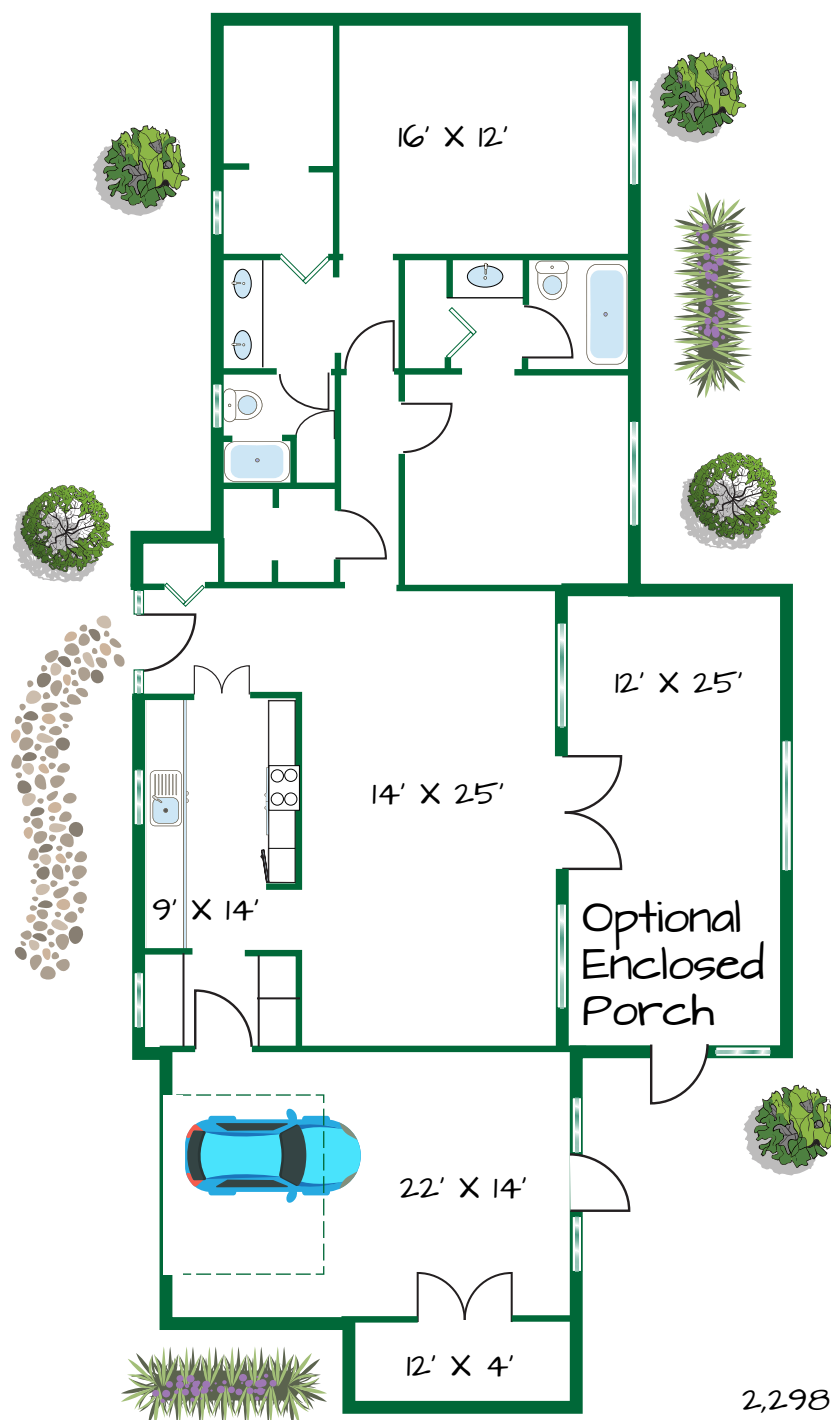 16' X 12'
12' X 25'
14' X 25'
9' X 14'
Optional
Enclosed
Porch
22' X 14'
12' X 4'
2,298